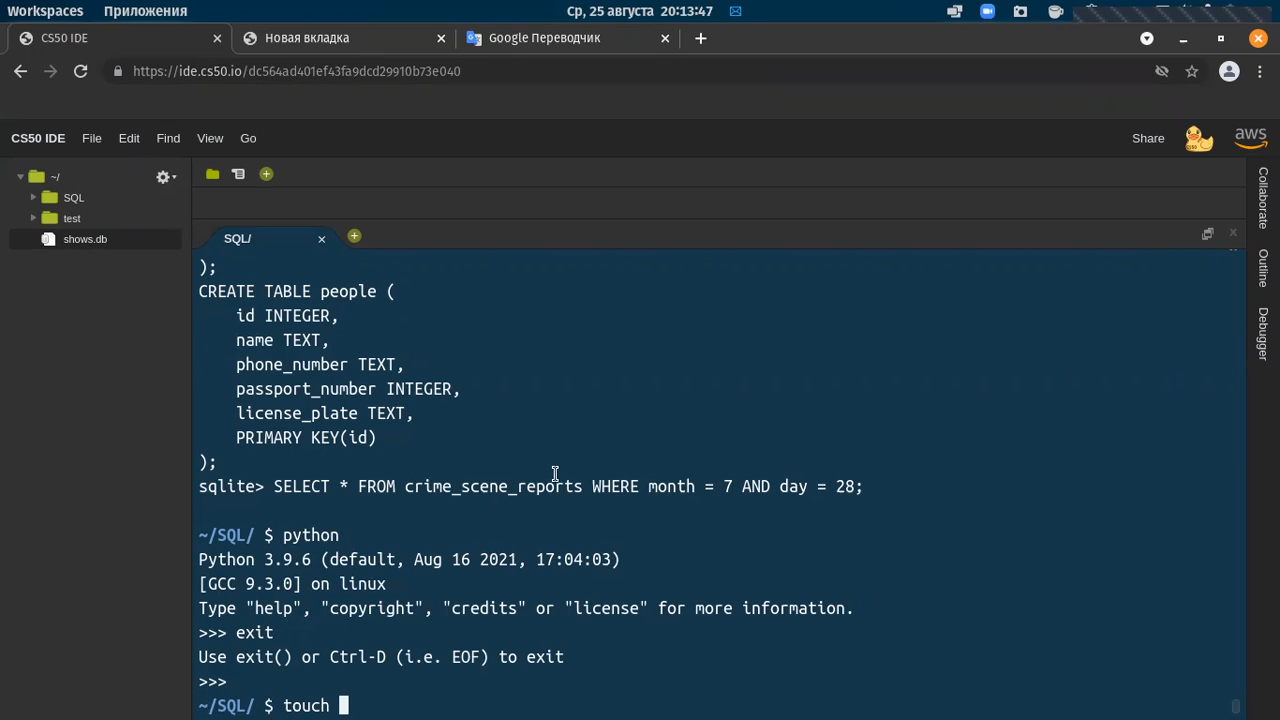 Workspaces Приложения Ср, 25 августа 20:13:47
CS50 IDE Новая вкладка Google Переводчик
https://ide.cs50.io/dc564ad401ef43fa9dcd29910b73e040
CS50 IDE File Edit Find View Go Share aws
~/
SQL
test
shows.db
SQL/
);
CREATE TABLE people (
id INTEGER,
name TEXT,
phone_number TEXT,
passport_number INTEGER,
license_plate TEXT,
PRIMARY KEY(id)
);
sqlite> SELECT * FROM crime_scene_reports WHERE month = 7 AND day = 28;
~/SQL/ $ python
Python 3.9.6 (default, Aug 16 2021, 17:04:03)
[GCC 9.3.0] on linux
Type "help", "copyright", "credits" or "license" for more information.
>>> exit
Use exit() or Ctrl-D (i.e. EOF) to exit
>>>
~/SQL/ $ touch
Collaborate
Outline
Debugger